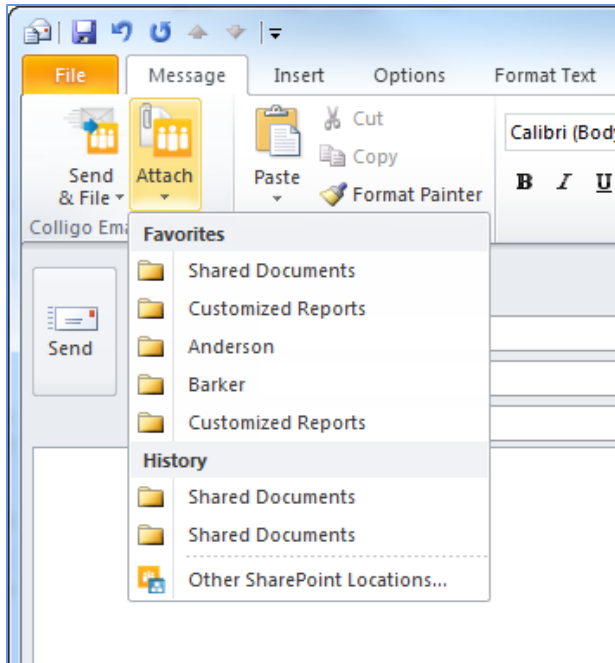 File Message Insert Options Format Text
Send & File Attach Paste Cut
Copy
Format Painter
Calibri (Body
B I U
Colligo Ema
Favorites
Shared Documents
Customized Reports
Anderson
Barker
Customized Reports
History
Shared Documents
Shared Documents
Other SharePoint Locations...
Send